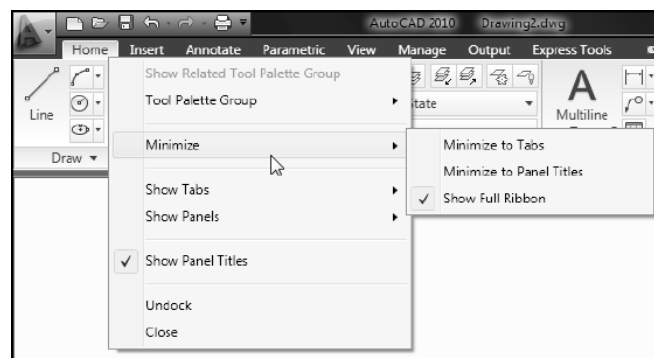 AutoCAD 2010 Drawing2.dwg
Home Insert Annotate Parametric View Manage Output Express Tools
Show Related Tool Palette Group
Tool Palette Group
Line
Multiline
Draw
Minimize
Minimize to Tabs
Minimize to Panel Titles
Show Full Ribbon
Show Tabs
Show Panels
Show Panel Titles
Undock
Close